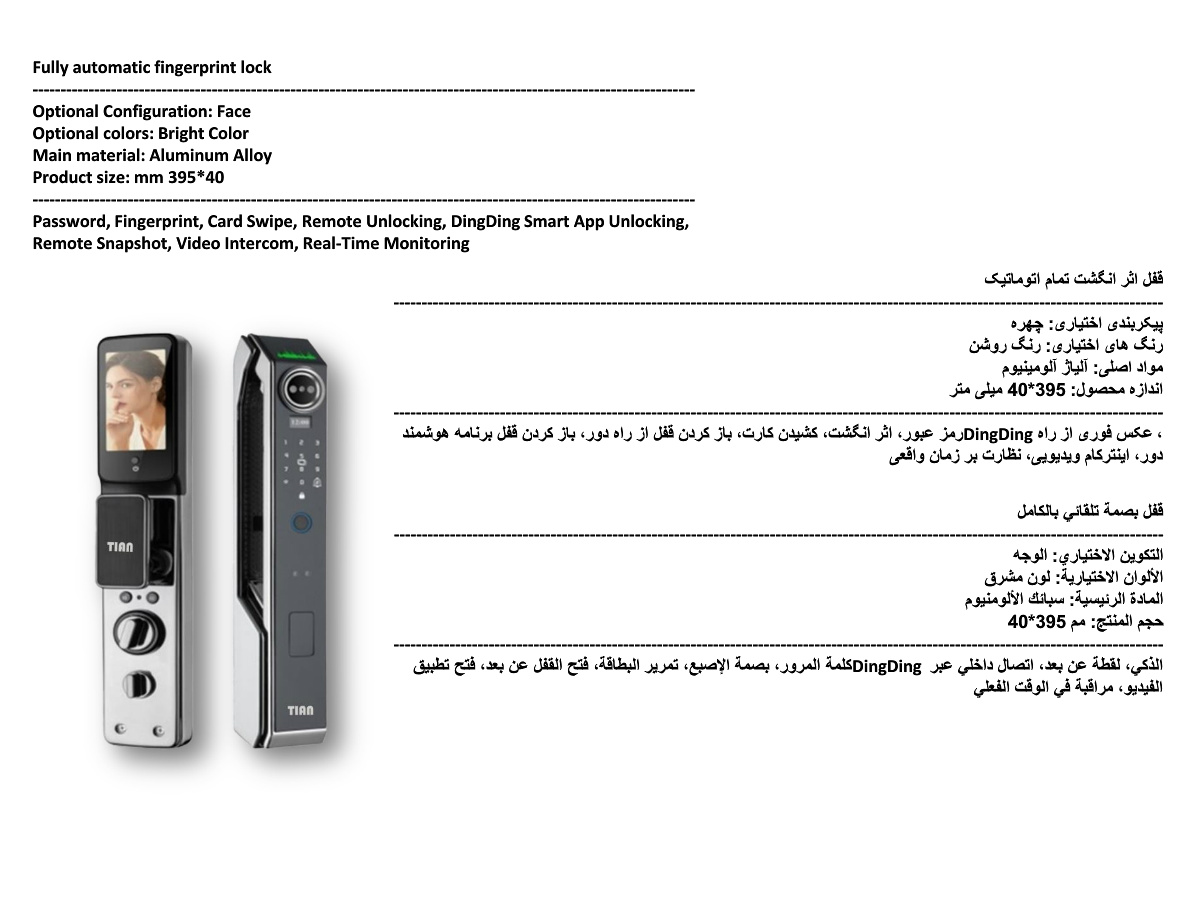 Fully automatic fingerprint lock
--------------------------------------------------------------------------------
Optional Configuration: Face
Optional colors: Bright Color
Main material: Aluminum Alloy
Product size: mm 395*40
--------------------------------------------------------------------------------
Password, Fingerprint, Card Swipe, Remote Unlocking, DingDing Smart App Unlocking,
Remote Snapshot, Video Intercom, Real-Time Monitoring
قفل اثر انگشت تمام اتوماتیک
--------------------------------------------------------------------------------
پیکربندی اختیاری: چهره
رنگ های اختیاری: رنگ روشن
مواد اصلی: آلیاژ آلومینیوم
اندازه محصول: 395*40 میلی متر
--------------------------------------------------------------------------------
، عکس فوری از راه DingDingرمز عبور، اثر انگشت، کشیدن کارت، باز کردن قفل از راه دور، باز کردن قفل برنامه هوشمند
دور، اینترکام ویدیویی، نظارت بر زمان واقعی
قفل بصمة تلقائي بالكامل
--------------------------------------------------------------------------------
التكوين الاختياري: الوجه
الألوان الاختيارية: لون مشرق
المادة الرئيسية: سبائك الألومنيوم
حجم المنتج: مم 395*40
--------------------------------------------------------------------------------
الذكي، لقطة عن بعد، اتصال داخلي عبر DingDingكلمة المرور، بصمة الإصبع، تمرير البطاقة، فتح القفل عن بعد، فتح تطبيق
الفيديو، مراقبة في الوقت الفعلي
TIAN
TIAN